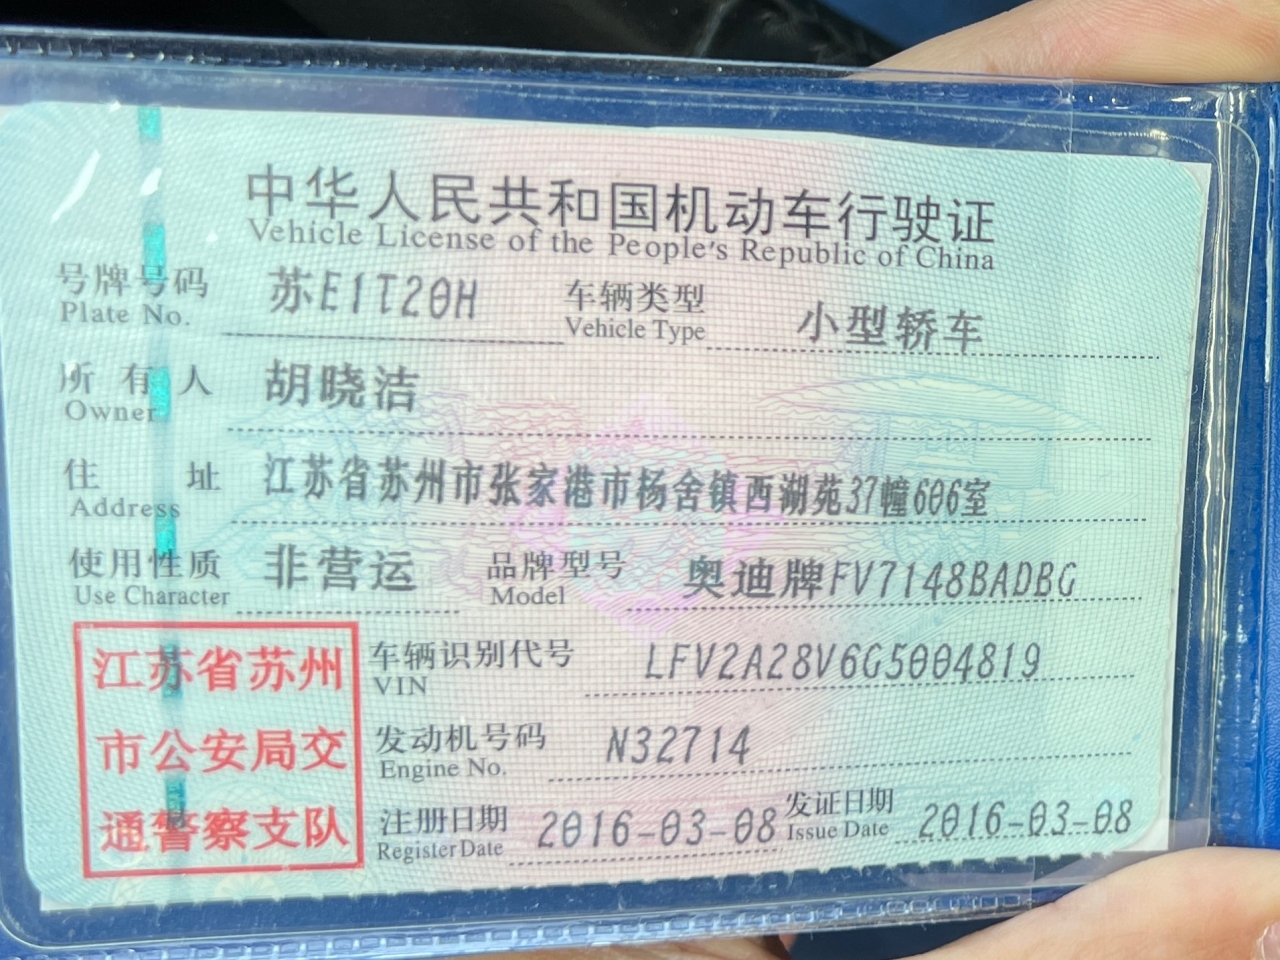 中华人民共和国机动车行驶证
Vehicle License of the People's Republic of China
号牌号码 苏E1T20H 车辆类型 小型轿车
Plate No. Vehicle Type
所有人 胡晓洁
Owner
住址 江苏省苏州市张家港市杨舍镇西湖苑37幢606室
Address
使用性质 非营运 品牌型号 奥迪牌FV7148BADBG
Use Character Model
江苏省苏州
市公安局交
通警察支队
车辆识别代号 LFV2A28V6G5004819
VIN
发动机号码 N32714
Engine No.
注册日期 2016-03-08 发证日期 2016-03-08
Register Date Issue Date